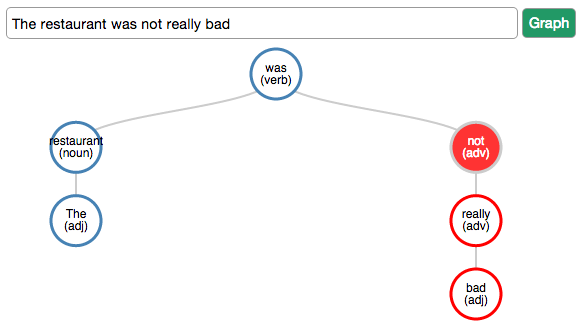 The restaurant was not really bad
Graph
was
(verb)
restaurant
(noun)
not
(adv)
The
(adj)
really
(adv)
bad
(adj)